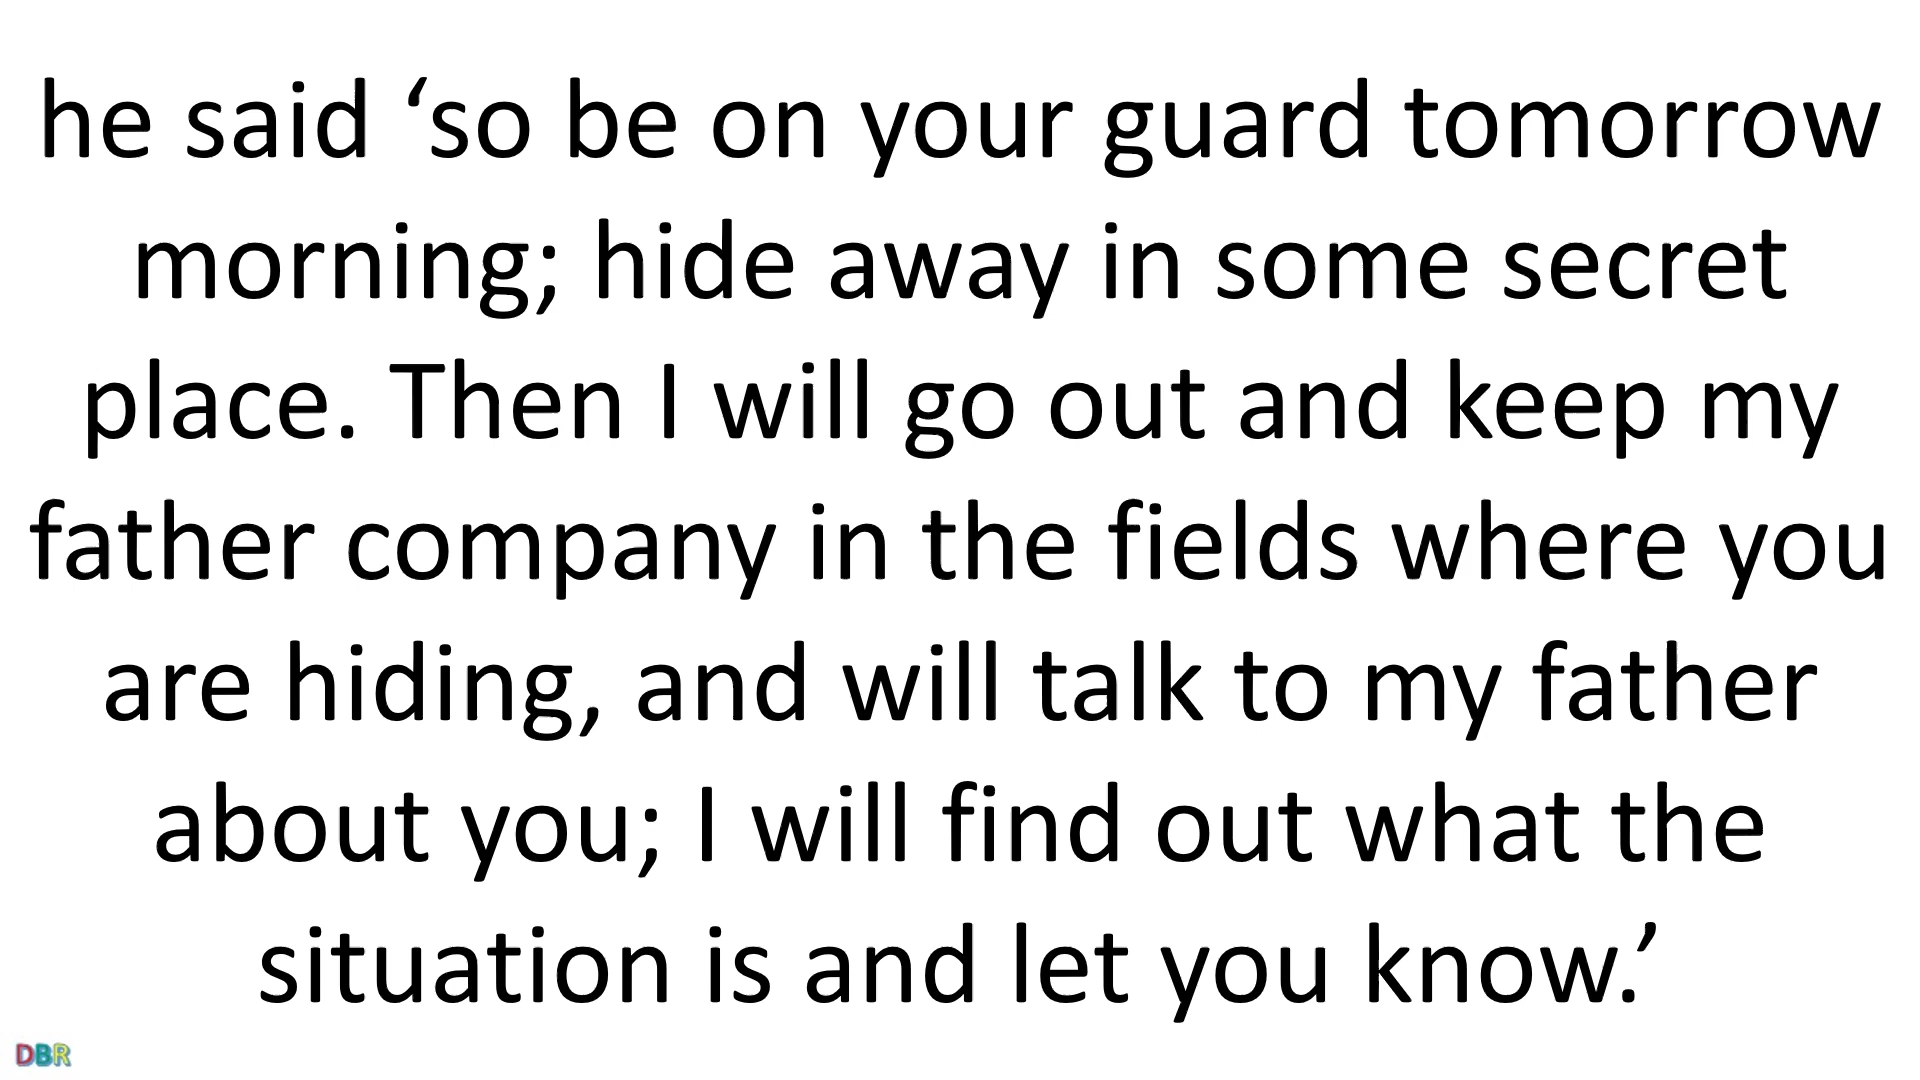 he said ‘so be on your guard tomorrow
morning; hide away in some secret
place. Then I will go out and keep my
father company in the fields where you
are hiding, and will talk to my father
about you; I will find out what the
situation is and let you know.’
DBR